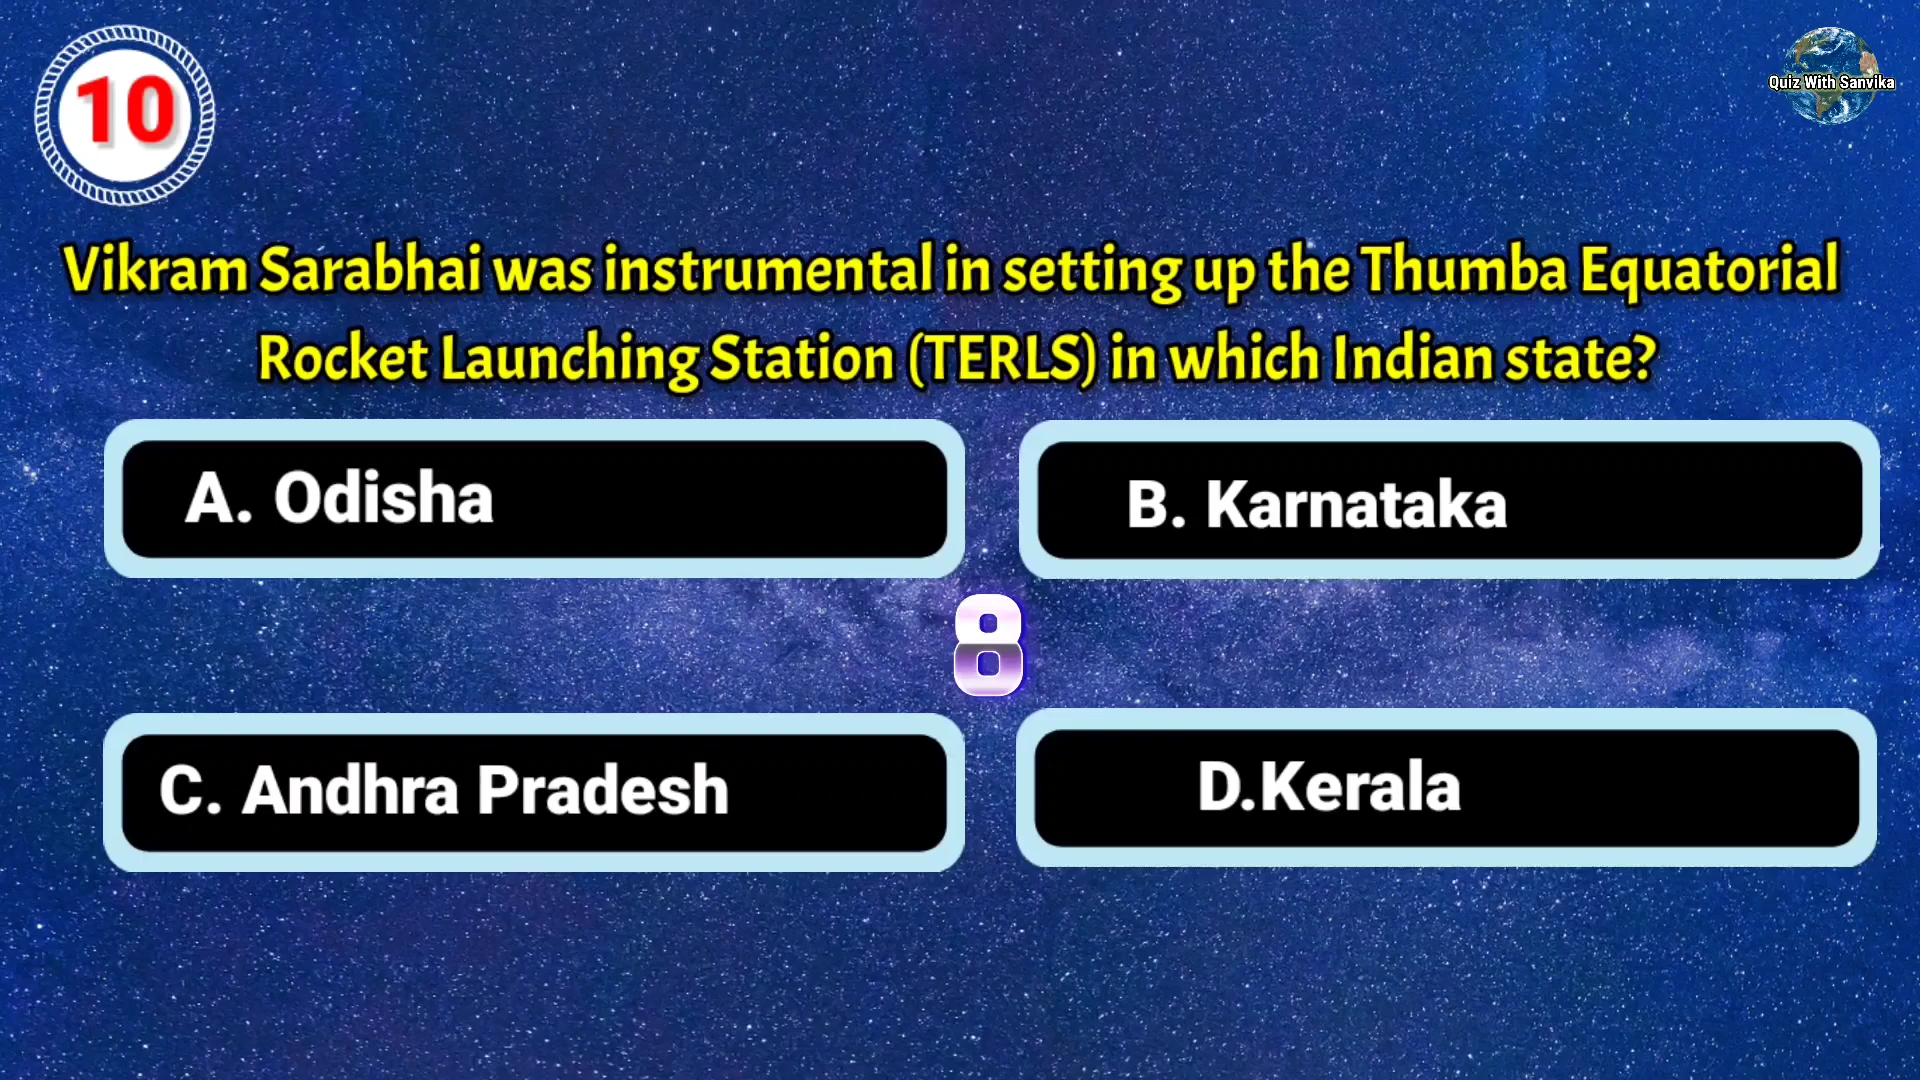 10
Quiz With Sanvika
Vikram Sarabhai was instrumental in setting up the Thumba Equatorial
Rocket Launching Station (TERLS) in which Indian state?
A. Odisha
B. Karnataka
8
C. Andhra Pradesh
D.Kerala